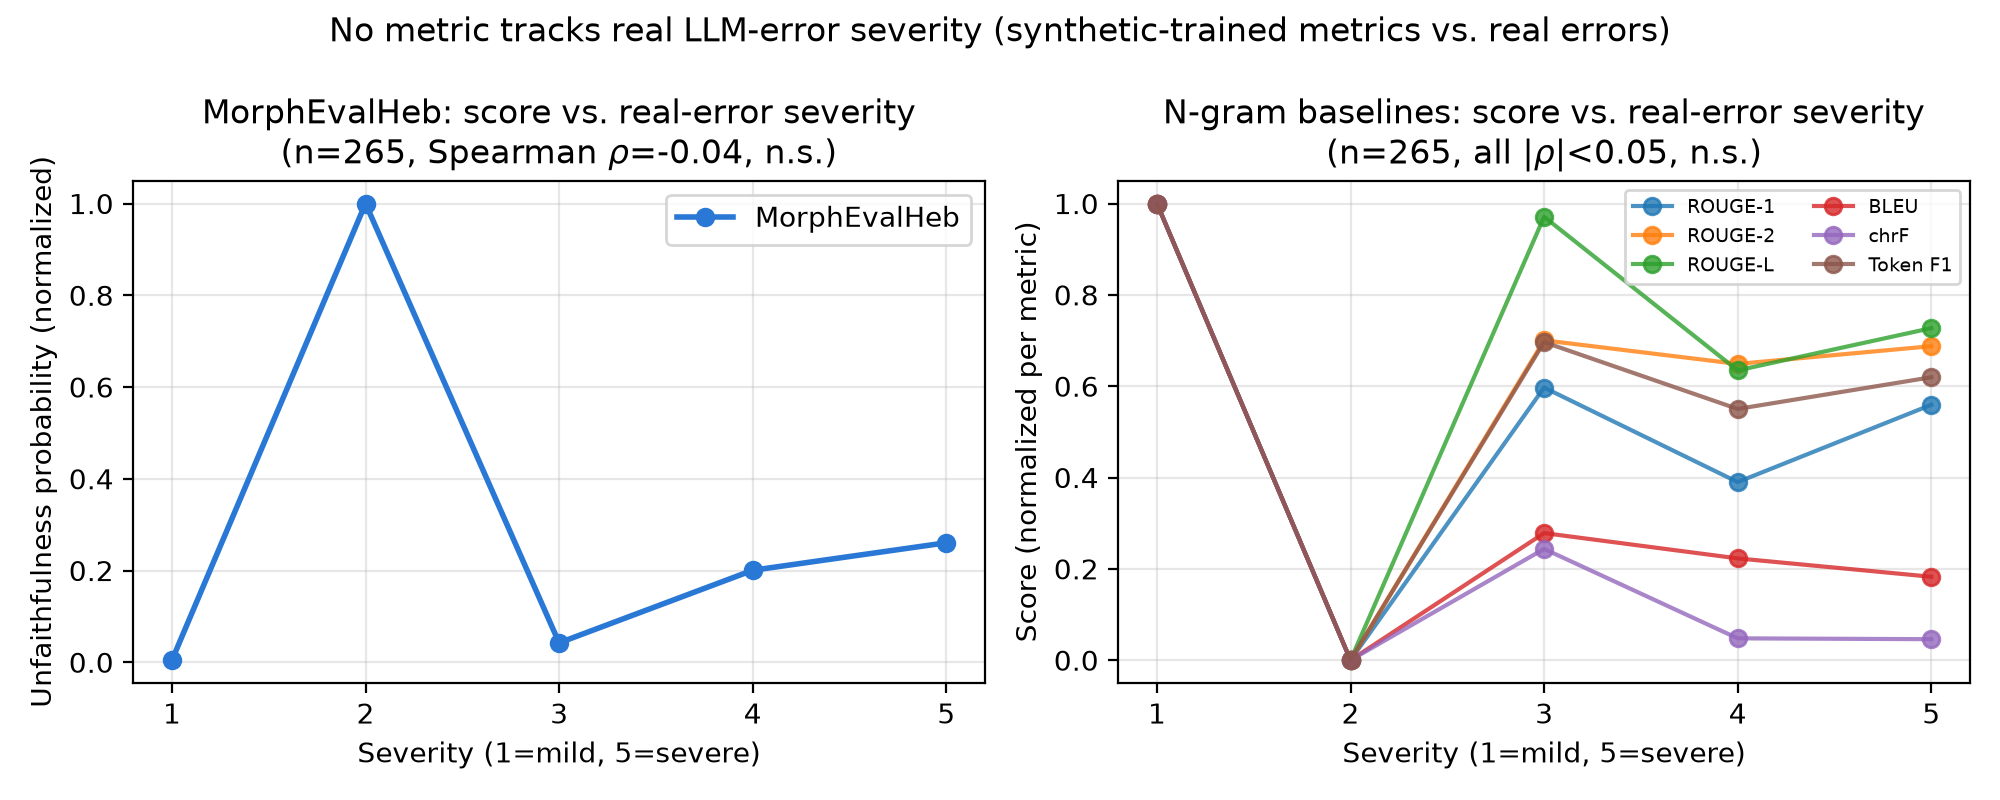 No metric tracks real LLM-error severity (synthetic-trained metrics vs. real errors)
MorphEvalHeb: score vs. real-error severity
(n=265, Spearman ρ=-0.04, n.s.)
Unfaithfulness probability (normalized)
1.0
0.8
0.6
0.4
0.2
0.0
MorphEvalHeb
1 2 3 4 5
Severity (1=mild, 5=severe)
N-gram baselines: score vs. real-error severity
(n=265, all |ρ|<0.05, n.s.)
Score (normalized per metric)
1.0
0.8
0.6
0.4
0.2
0.0
ROUGE-1 BLEU
ROUGE-2 chrF
ROUGE-L Token F1
1 2 3 4 5
Severity (1=mild, 5=severe)